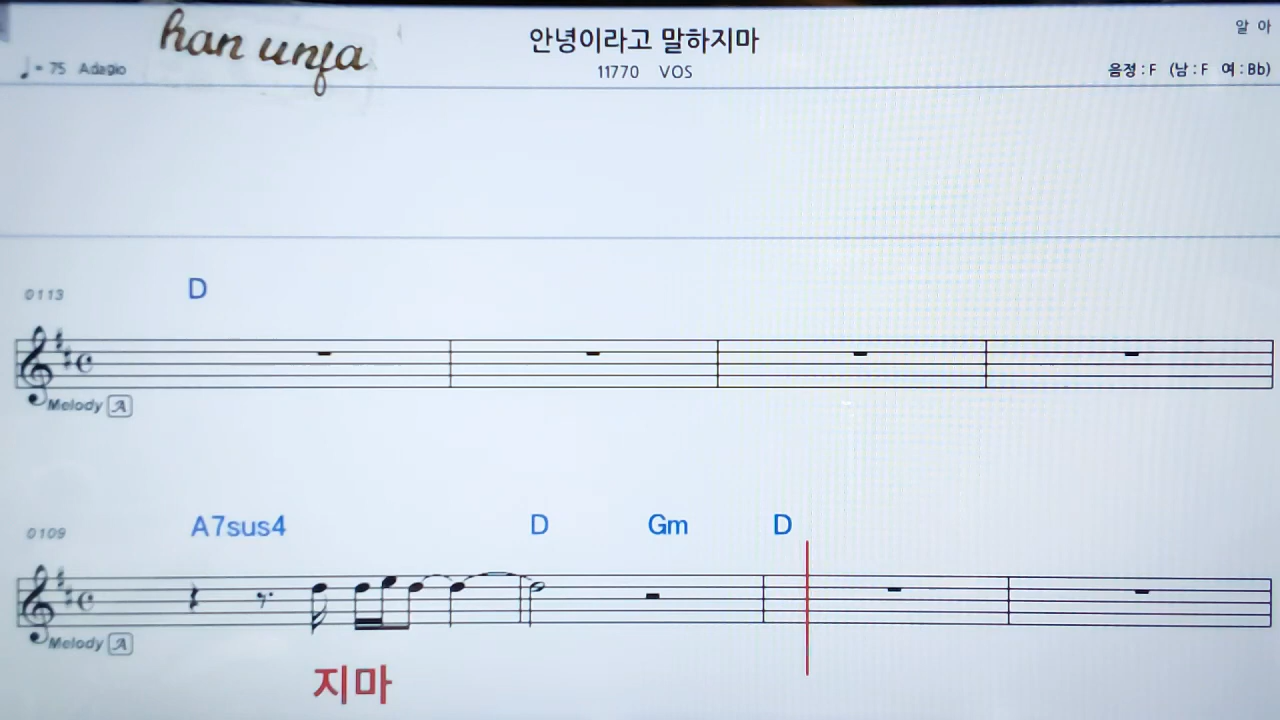 han unja
안녕이라고 말하지마
알 아
♩= 75 Adagio
11770 VOS
음정 : F (남 : F 여 : Bb)
0113
D
Melody A
0109
A7sus4 D Gm D
Melody A
지마